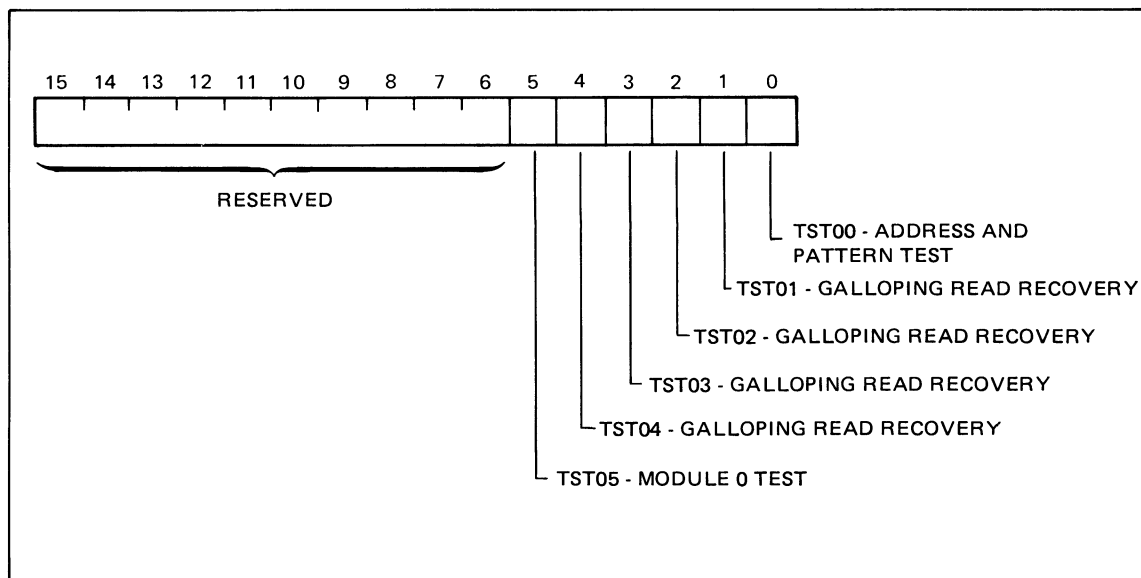 15 14 13 12 11 10 9 8 7 6 5 4 3 2 1 0
RESERVED
TST00 - ADDRESS AND
PATTERN TEST
TST01 - GALLOPING READ RECOVERY
TST02 - GALLOPING READ RECOVERY
TST03 - GALLOPING READ RECOVERY
TST04 - GALLOPING READ RECOVERY
TST05 - MODULE 0 TEST